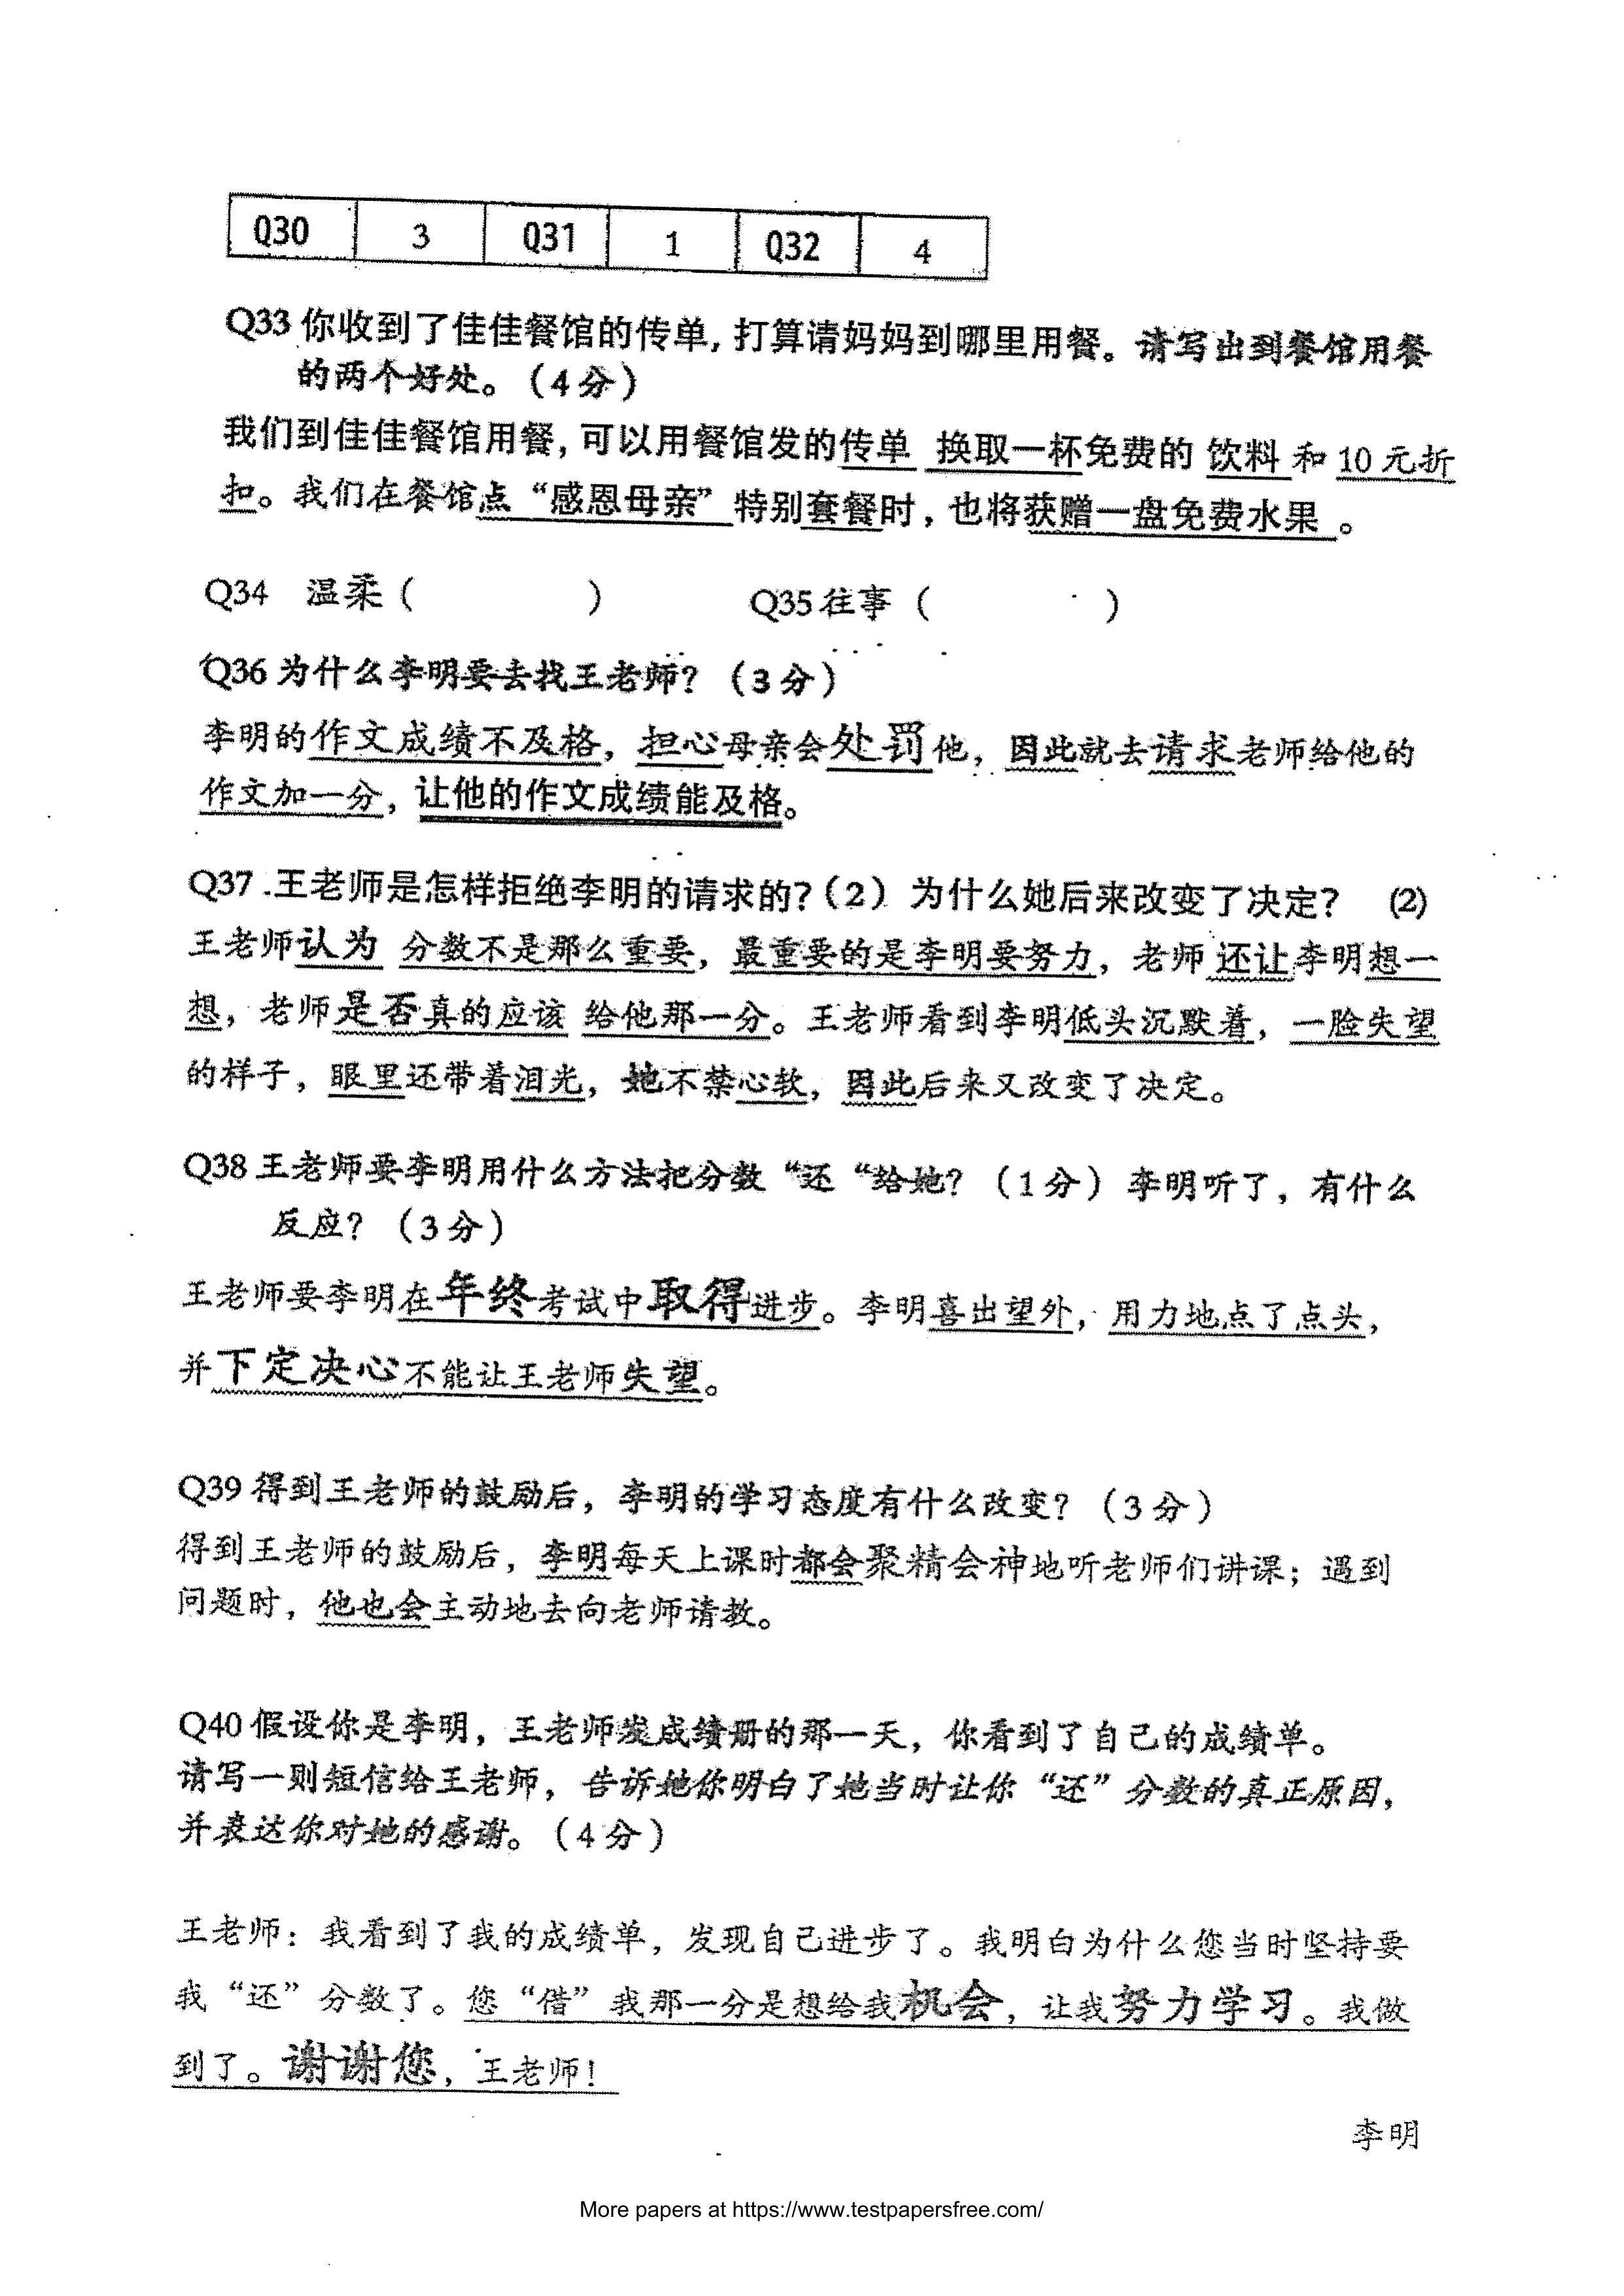 Q30 3 Q31 1 Q32 4
Q33 你收到了佳佳餐馆的传单,打算请妈妈到哪里用餐。请写出到餐馆用餐
的两个好处。(4分)
我们到佳佳餐馆用餐,可以用餐馆发的传单 换取一杯免费的 饮料 和 10 元折
扣。我们在餐馆点“感恩母亲”特别套餐时,也将获赠一盘免费水果 。
Q34 温柔( ) Q35 往事( )
Q36 为什么李明要去找王老师?(3分)
李明的作文成绩不及格,担心母亲会处罚他,因此就去请求老师给他的
作文加一分,让他的作文成绩能及格。
Q37 .王老师是怎样拒绝李明的请求的?(2) 为什么她后来改变了决定? (2)
王老师认为 分数不是那么重要,最重要的是李明要努力,老师 还让李明想一
想,老师是否真的应该 给他那一分。王老师看到李明低头沉默着,一脸失望
的样子,眼里还带着泪光,她不禁心软,因此后来又改变了决定。
Q38 王老师要李明用什么方法把分数“还“给她?(1分)李明听了,有什么
反应?(3分)
王老师要李明在年终考试中取得进步。李明喜出望外,用力地点了点头,
并下定决心不能让王老师失望。
Q39 得到王老师的鼓励后,李明的学习态度有什么改变?(3分)
得到王老师的鼓励后,李明每天上课时都会聚精会神地听老师们讲课;遇到
问题时,他也会主动地去向老师请教。
Q40 假设你是李明,王老师发成绩册的那一天,你看到了自己的成绩单。
请写一则短信给王老师,告诉她你明白了她当时让你“还”分数的真正原因,
并表达你对她的感谢。(4分)
王老师:我看到了我的成绩单,发现自己进步了。我明白为什么您当时坚持要
我“还”分数了。您“借”我那一分是想给我机会,让我努力学习。我做
到了。谢谢您,王老师!
李明
More papers at https://www.testpapersfree.com/